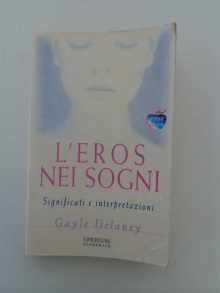 L'EROS
NEI SOGNI
Significati e interpretazioni
Gayle Delaney
SPERLING
PAPERBACK